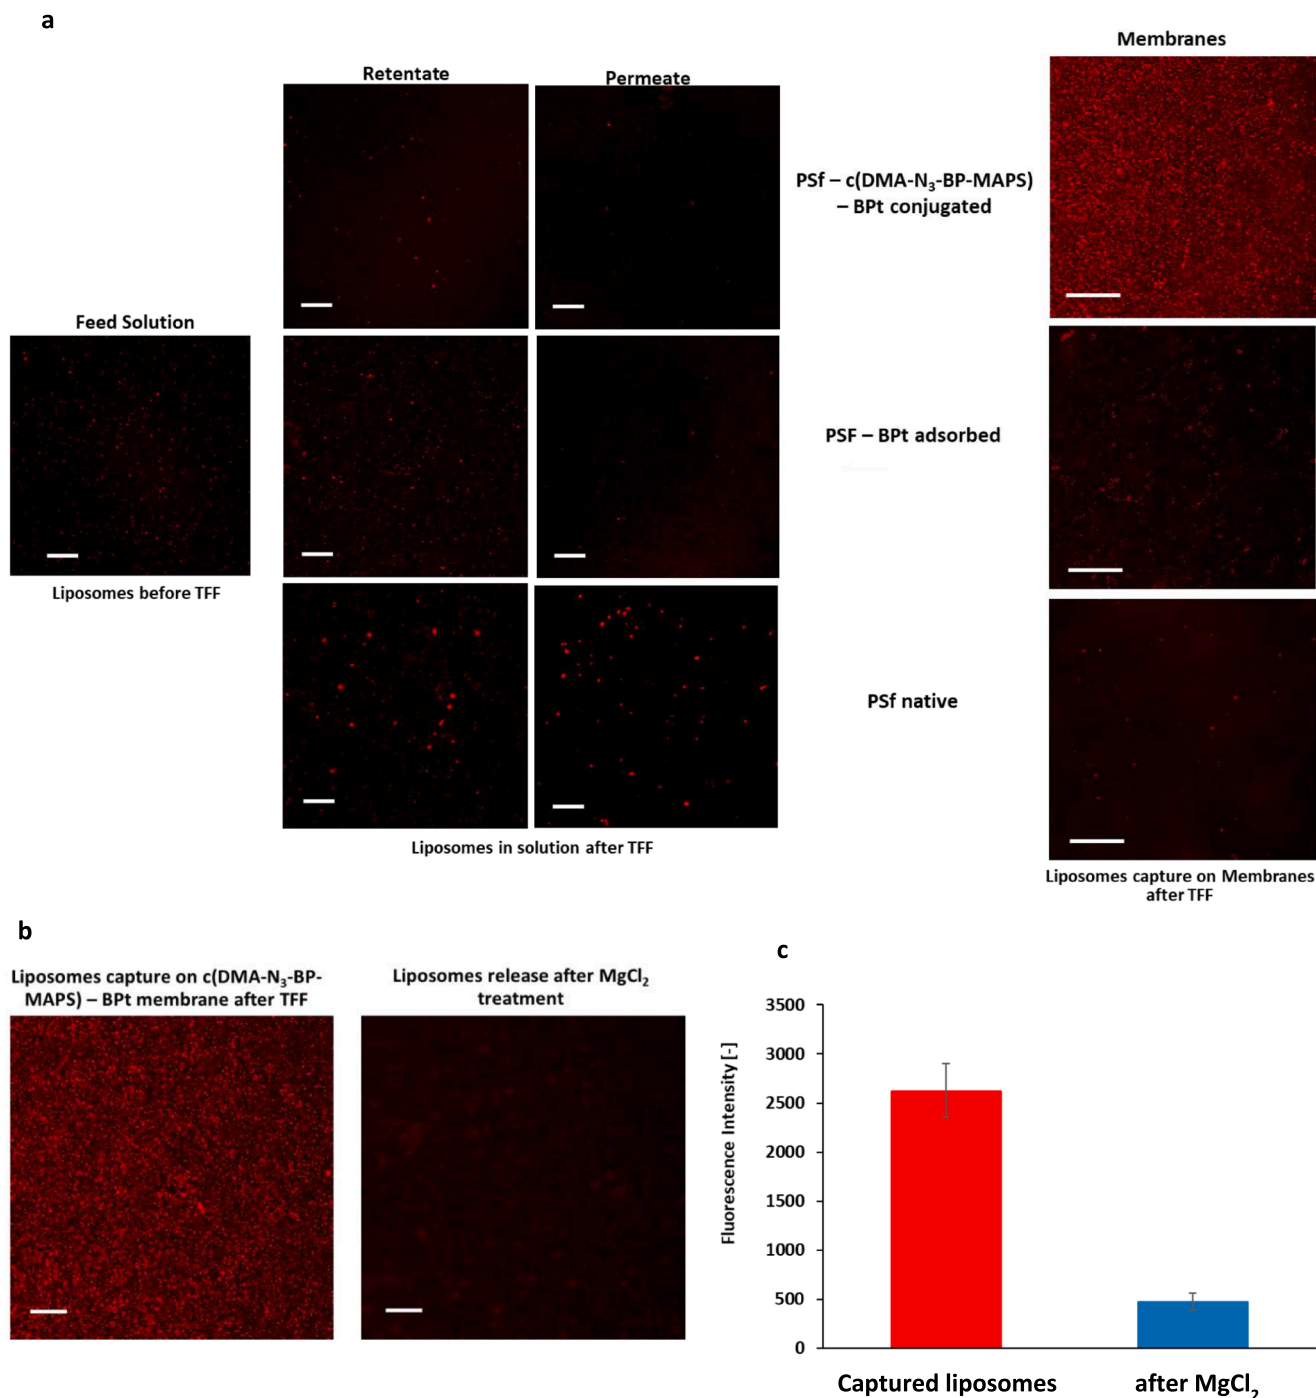 a
Membranes
Retentate
Permeate
PSf – c(DMA-N₃-BP-MAPS)
– BPt conjugated
Feed Solution
PSF – BPt adsorbed
Liposomes before TFF
PSf native
Liposomes in solution after TFF
Liposomes capture on Membranes
after TFF
b
Liposomes capture on c(DMA-N₃-BP-
MAPS) – BPt membrane after TFF
Liposomes release after MgCl₂
treatment
c
Fluorescence Intensity [-]
3500
3000
2500
2000
1500
1000
500
0
Captured liposomes
after MgCl₂